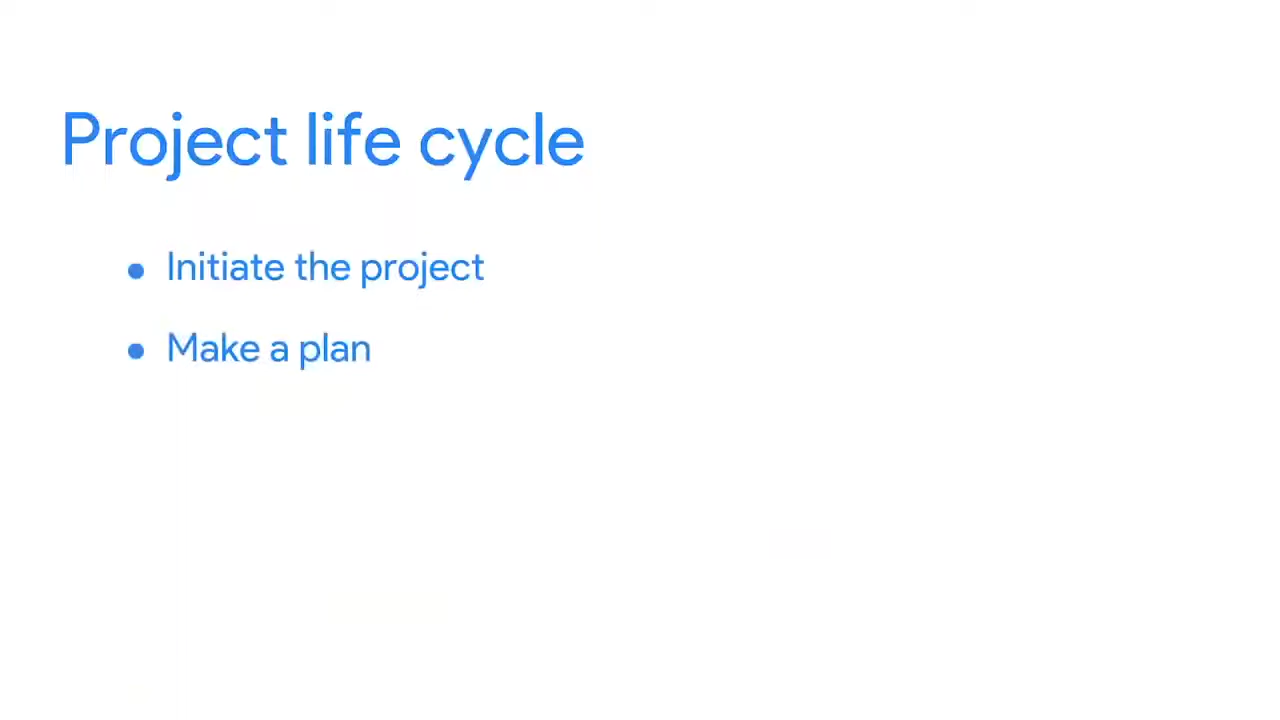 Project life cycle
• Initiate the project
• Make a plan